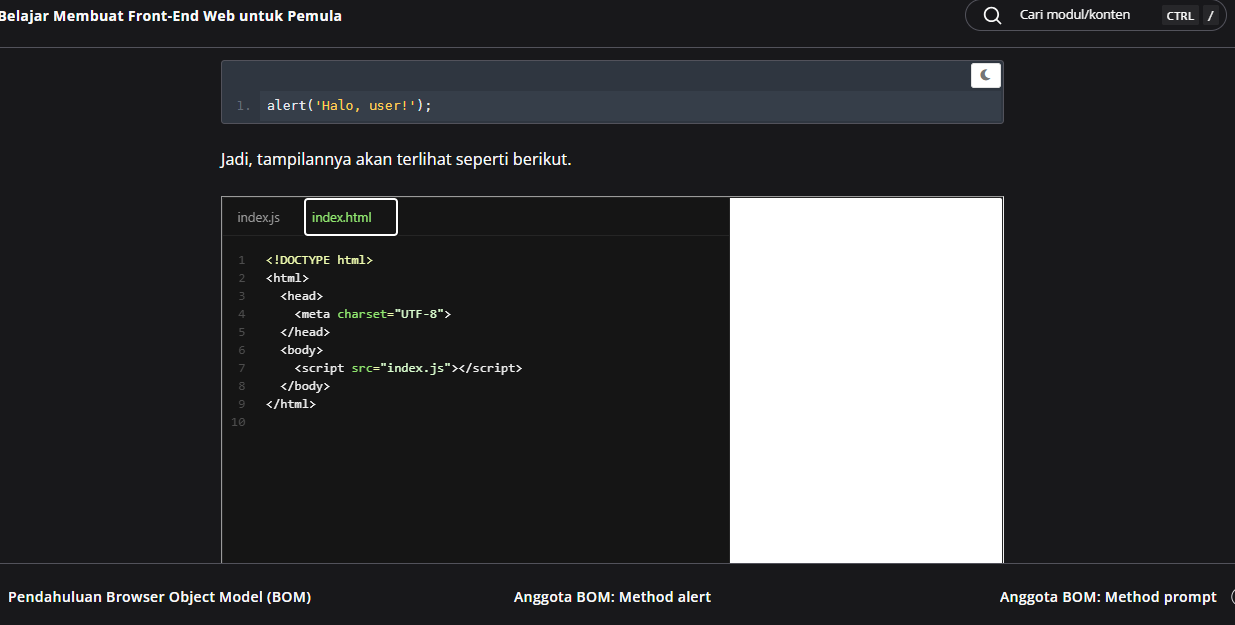 Belajar Membuat Front-End Web untuk Pemula
Cari modul/konten CTRL /
1. alert('Halo, user!');
Jadi, tampilannya akan terlihat seperti berikut.
index.js index.html
1 <!DOCTYPE html>
2 <html>
3 <head>
4 <meta charset="UTF-8">
5 </head>
6 <body>
7 <script src="index.js"></script>
8 </body>
9 </html>
10
Pendahuluan Browser Object Model (BOM) Anggota BOM: Method alert Anggota BOM: Method prompt